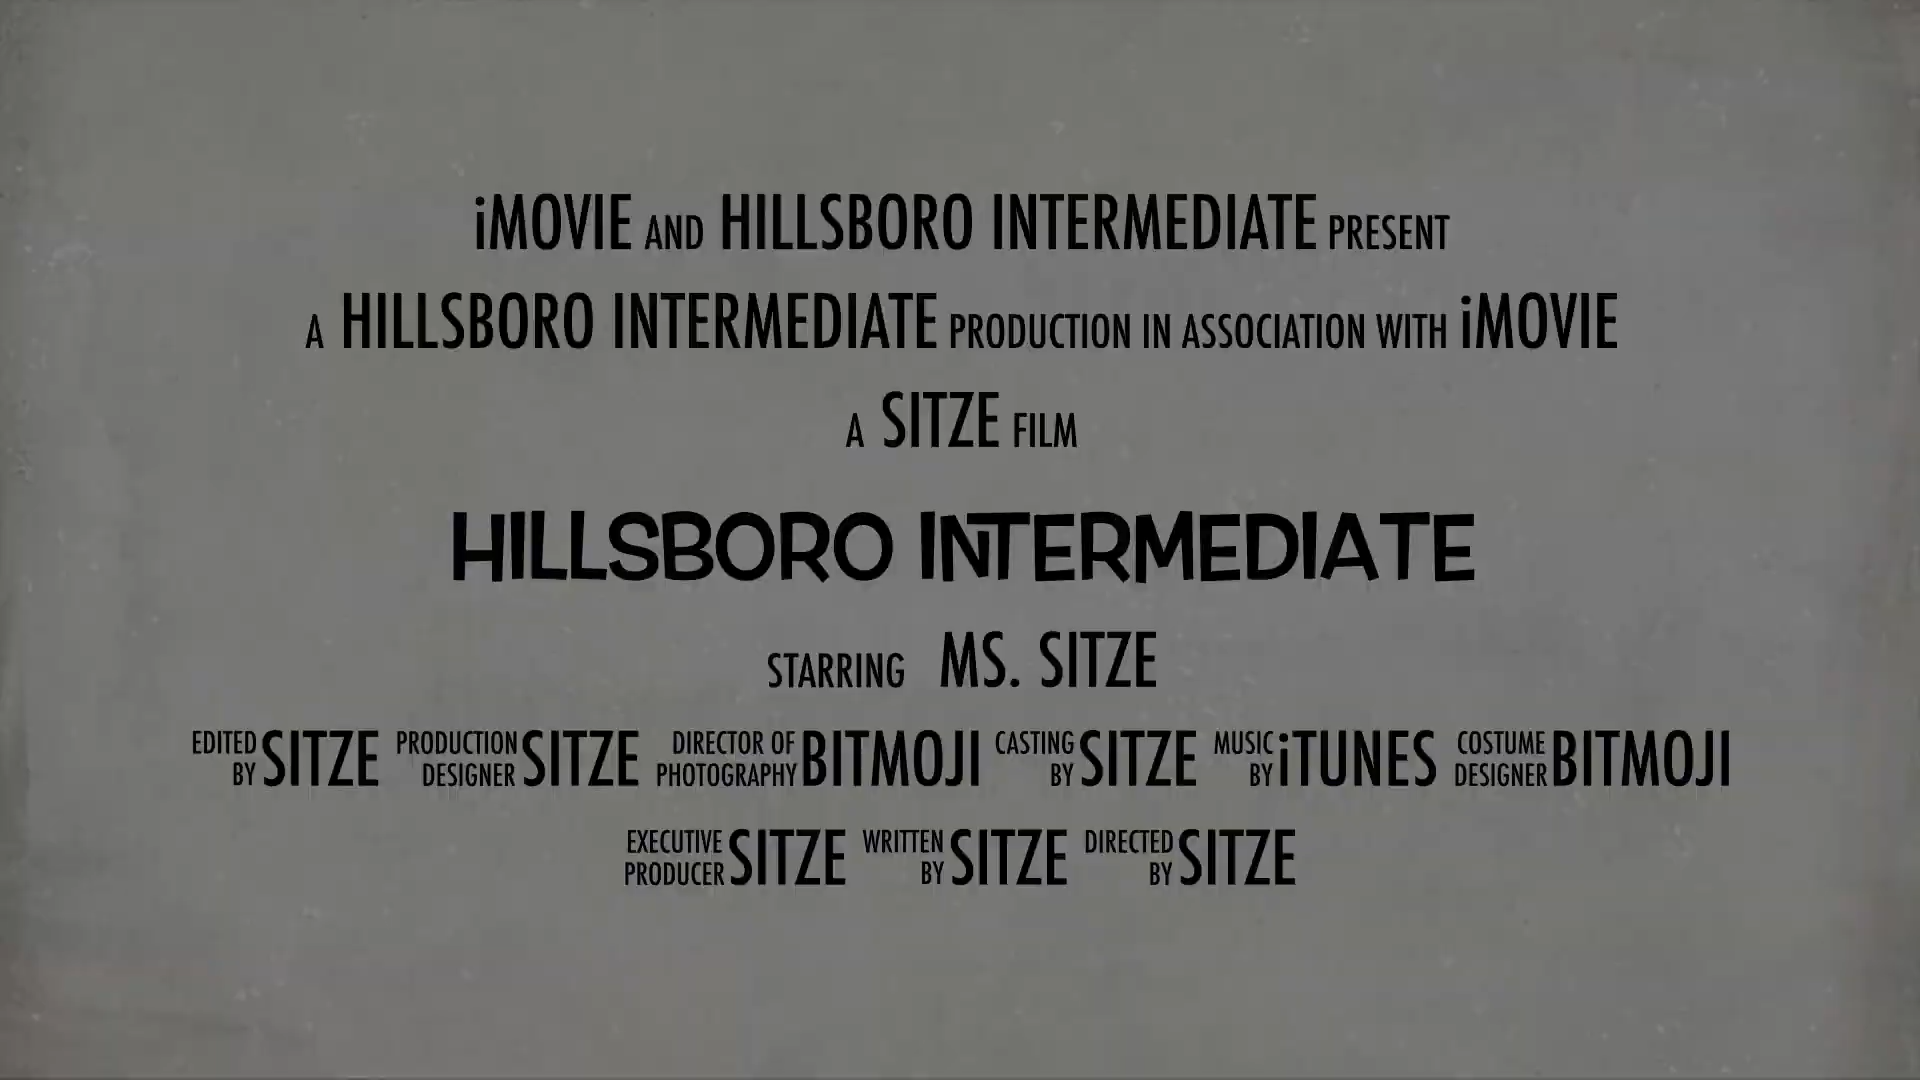 iMOVIE AND HILLSBORO INTERMEDIATE PRESENT
A HILLSBORO INTERMEDIATE PRODUCTION IN ASSOCIATION WITH iMOVIE
A SITZE FILM
HILLSBORO INTERMEDIATE
STARRING MS. SITZE
EDITED BY SITZE PRODUCTION DESIGNER SITZE DIRECTOR OF PHOTOGRAPHY BITMOJI CASTING BY SITZE MUSIC BY iTUNES COSTUME DESIGNER BITMOJI
EXECUTIVE PRODUCER SITZE WRITTEN BY SITZE DIRECTED BY SITZE